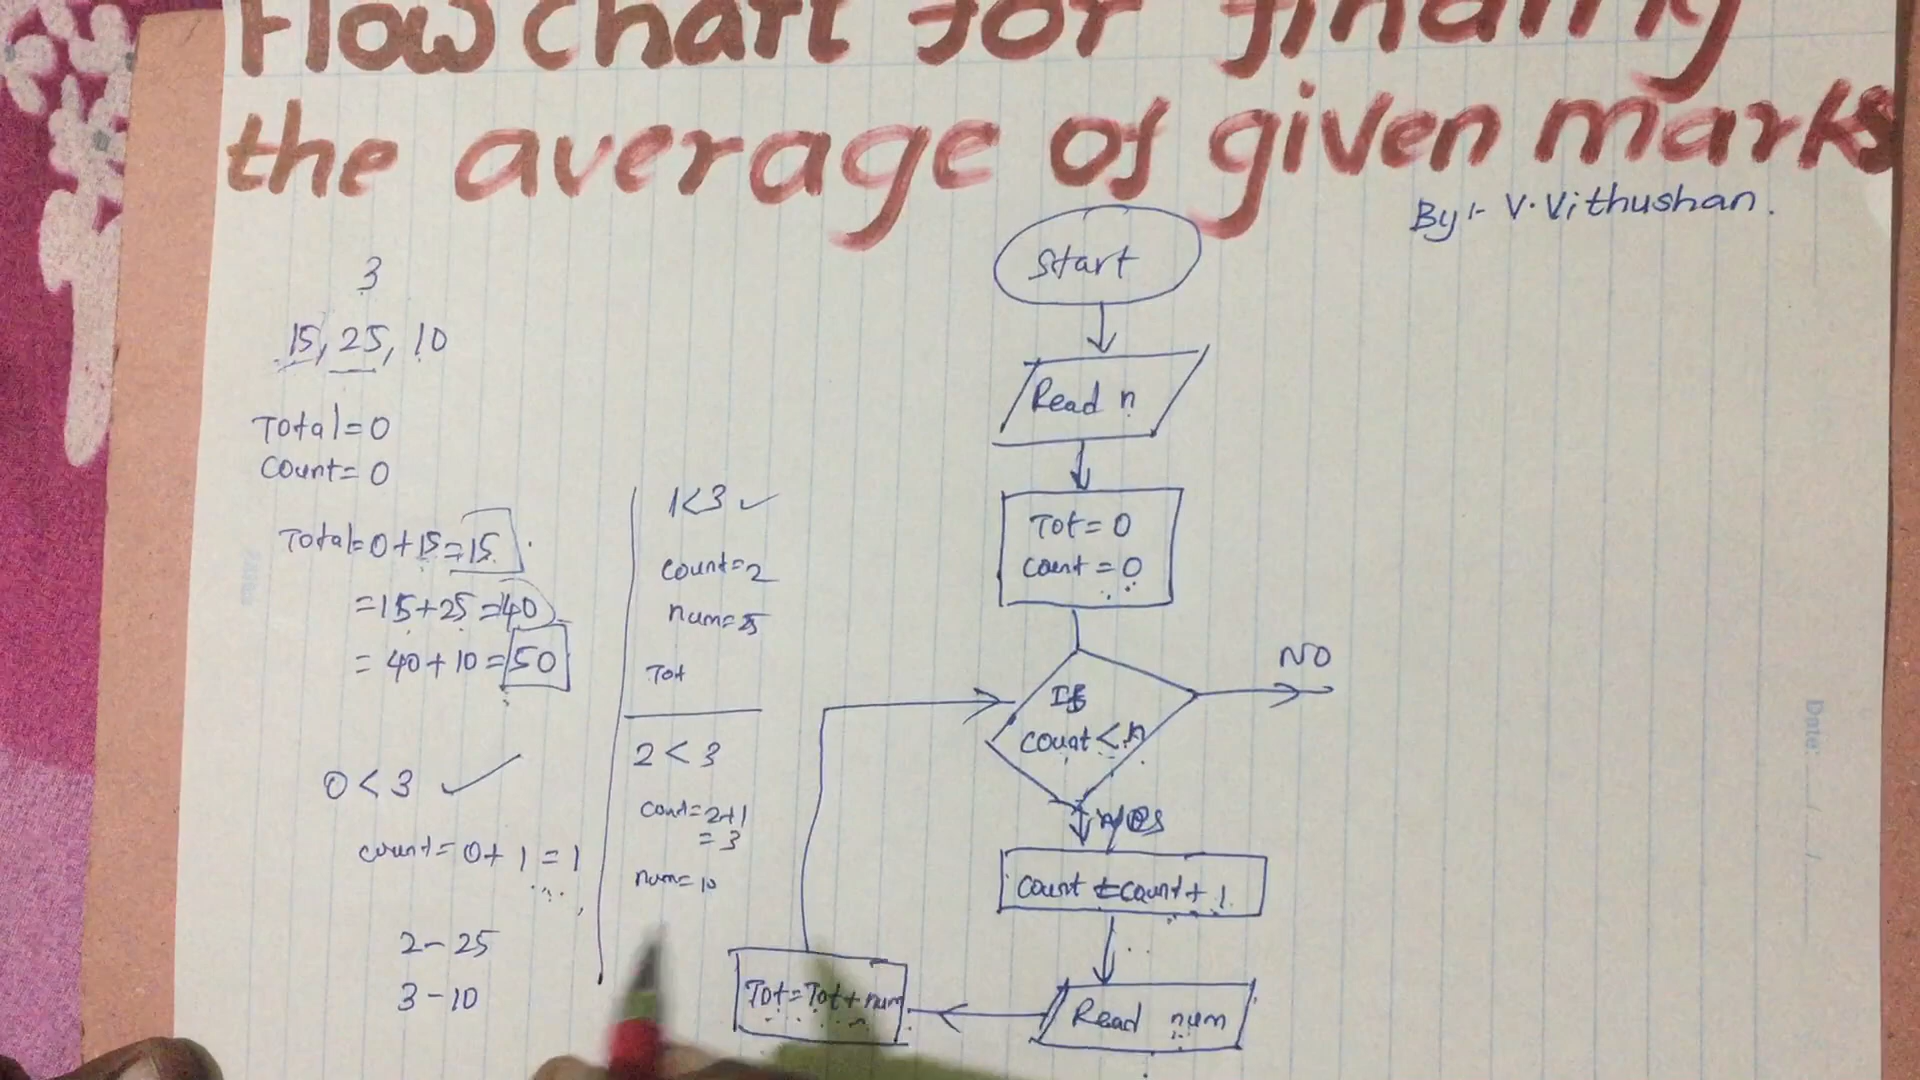 Flow chart for finding
the average of given marks
By:- V.Vithushan.
3
15, 25, 10
Total=0
Count=0
Total=0+15=15
=15+25=40
=40+10=50
0<3 ✓
count=0+1=1
2-25
3-10
1<3 ✓
count=2
num=25
Tot
2<3
count=2+1
=3
num=10
Start
Read n
Tot=0
count=0
If
count<n
NO
yes
count=count+1
Read num
Tot=Tot+num
Date: